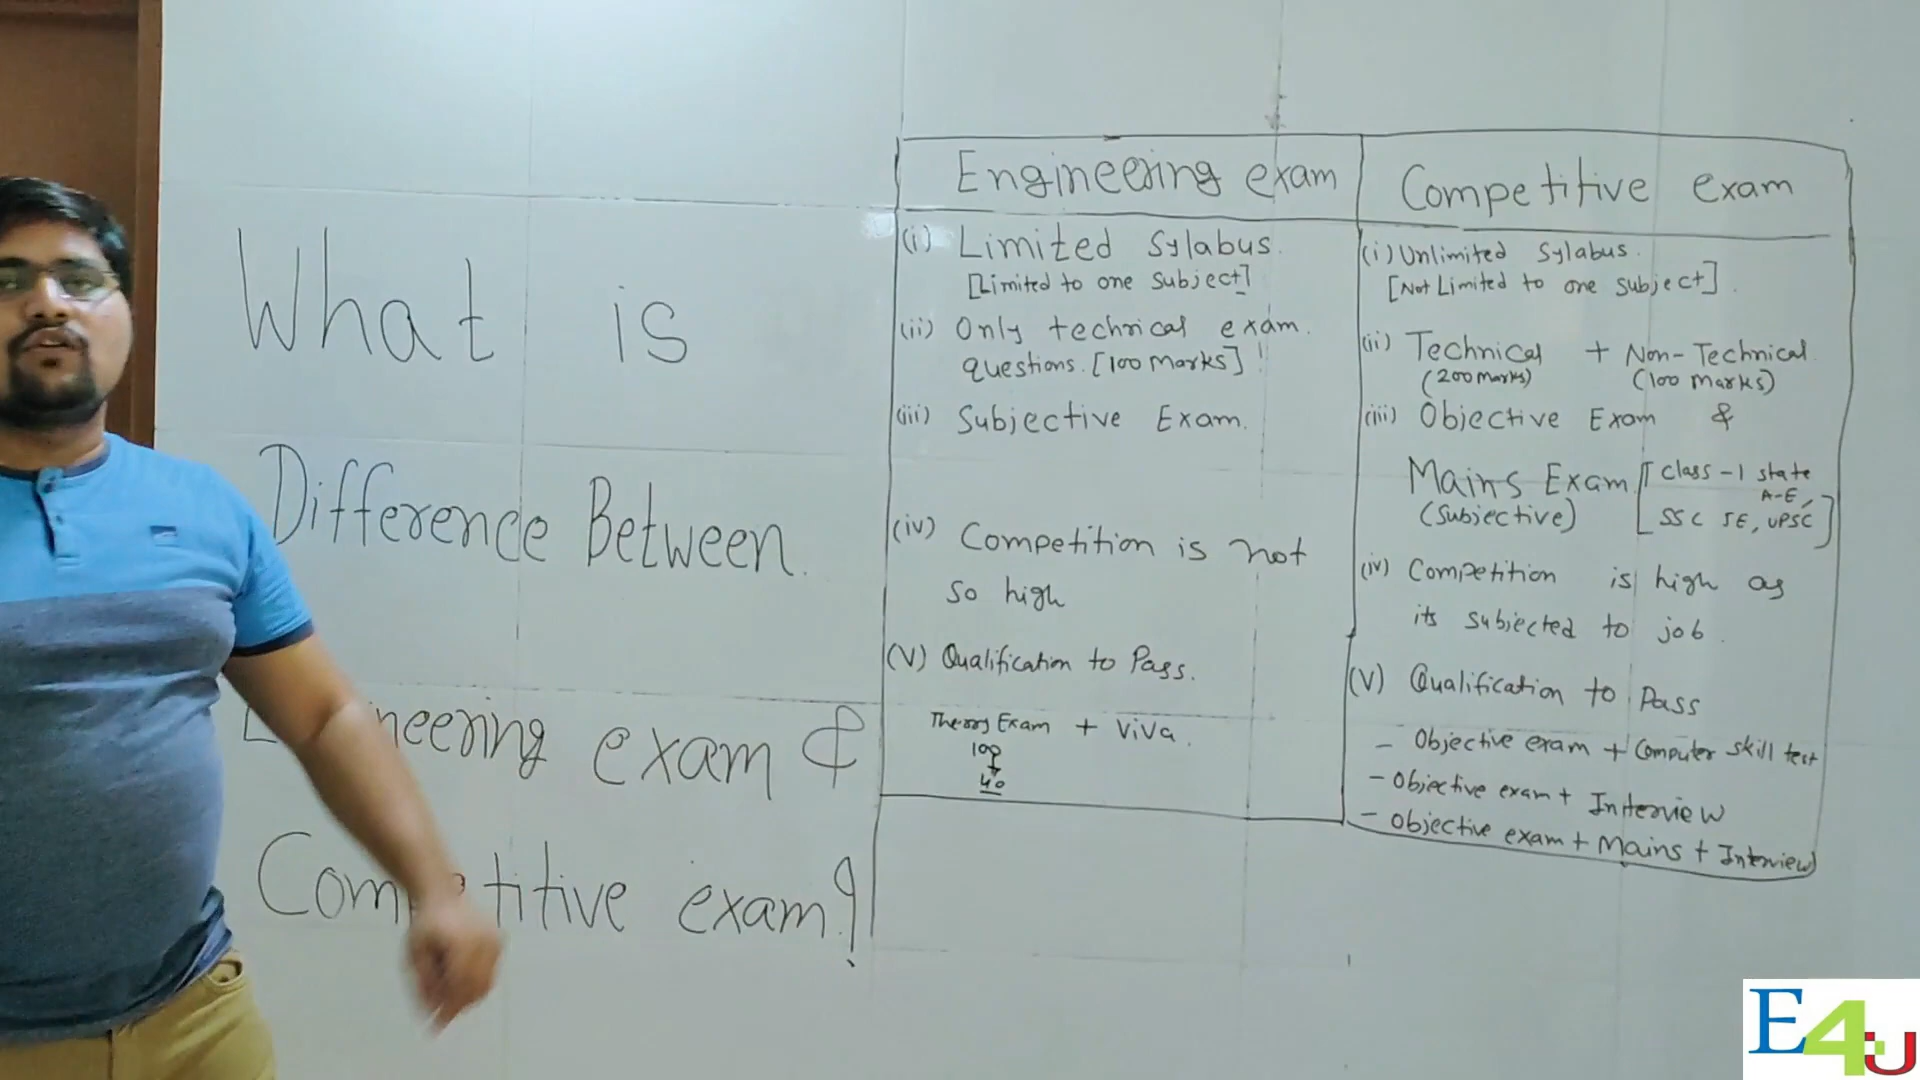 What is
Difference Between.
neering exam &
Com titive exam?
Engineering exam
(i) Limited Sylabus.
[Limited to one Subject]
(ii) Only technical exam.
questions. [100 Marks] !
(iii) Subjective Exam.
(iv) Competition is not
so high
(V) Qualification to Pass.
Theory Exam + Viva.
100
40
Competitive exam
(i) Unlimited Sylabus.
[Not Limited to one subject].
(ii) Technical + Non-Technical.
(200 marks) (100 Marks)
(iii) Objective Exam &
Mains Exam [class-1 state
A-E,
(Subjective) SSC JE, UPSC]
(iv) Competition is high as
its subjected to job.
(V) Qualification to Pass
- Objective exam + Computer skill test
- Objective exam + Interview
- Objective exam + Mains + Interview
E4U